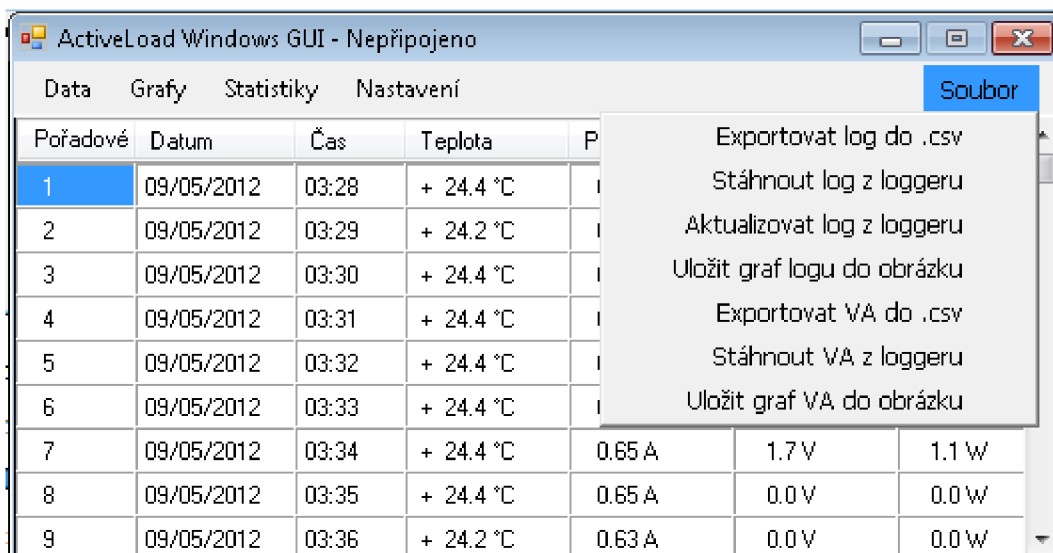 ActiveLoad Windows GUI - Nepřipojeno
Data Grafy Statistiky Nastavení Soubor
Pořadové Datum Čas Teplota P
Exportovat log do .csv
Stáhnout log z loggeru
Aktualizovat log z loggeru
Uložit graf logu do obrázku
Exportovat VA do .csv
Stáhnout VA z loggeru
Uložit graf VA do obrázku
1 09/05/2012 03:28 + 24.4 °C
2 09/05/2012 03:29 + 24.2 °C
3 09/05/2012 03:30 + 24.4 °C
4 09/05/2012 03:31 + 24.4 °C
5 09/05/2012 03:32 + 24.4 °C
6 09/05/2012 03:33 + 24.4 °C
7 09/05/2012 03:34 + 24.4 °C 0.65 A 1.7 V 1.1 W
8 09/05/2012 03:35 + 24.4 °C 0.65 A 0.0 V 0.0 W
9 09/05/2012 03:36 + 24.2 °C 0.63 A 0.0 V 0.0 W